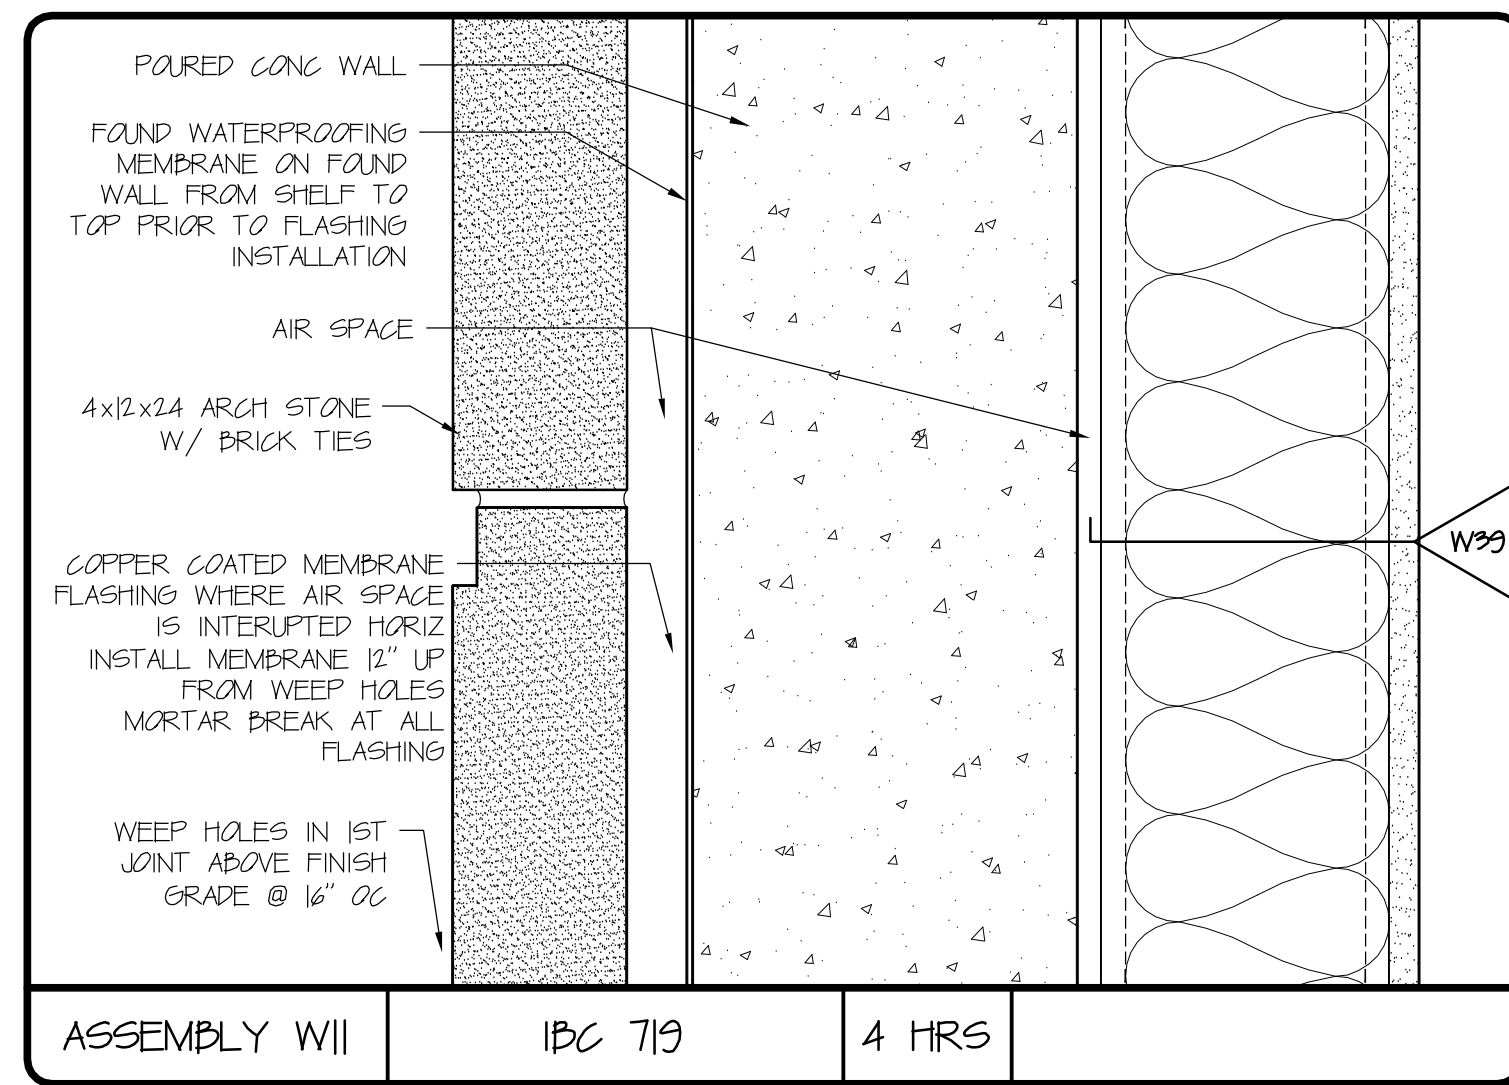 POURED CONC WALL
FOUND WATERPROOFING
MEMBRANE ON FOUND
WALL FROM SHELF TO
TOP PRIOR TO FLASHING
INSTALLATION
AIR SPACE
4x12x24 ARCH STONE
W/ BRICK TIES
COPPER COATED MEMBRANE
FLASHING WHERE AIR SPACE
IS INTERUPTED HORIZ
INSTALL MEMBRANE 12" UP
FROM WEEP HOLES
MORTAR BREAK AT ALL
FLASHING
WEEP HOLES IN 1ST
JOINT ABOVE FINISH
GRADE @ 16" OC
W39
ASSEMBLY W11
IBC 719
4 HRS